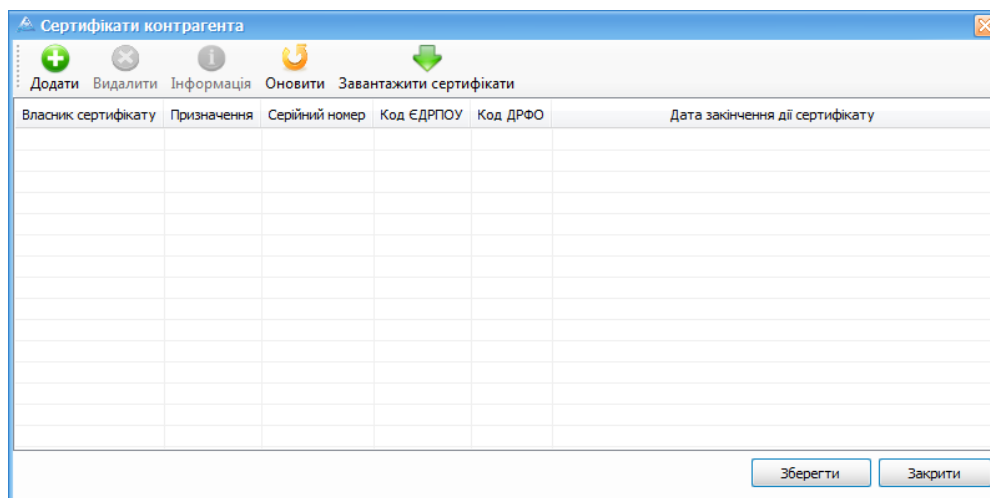 Сертифікати контрагента
Додати Видалити Інформація Оновити Завантажити сертифікати
Власник сертифікату Призначення Серійний номер Код ЄДРПОУ Код ДРФО Дата закінчення дії сертифікату
Зберегти Закрити